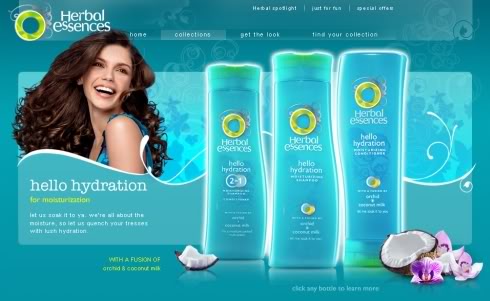 Herbal
essences
Herbal spotlight
just for fun
special offers
home
collections
get the look
find your collection
hello hydration
for moisturization
let us soak it to ya. we're all about the
moisture, so let us quench your tresses
with lush hydration.
WITH A FUSION OF
orchid & coconut milk
Herbal
essences
hello
hydration
2in1
orchid
&
coconut milk
Herbal
essences
hello
hydration
MOISTURIZING
SHAMPOO
orchid
&
coconut milk
Herbal
essences
hello
hydration
MOISTURIZING
CONDITIONER
orchid
&
coconut milk
click any bottle to learn more